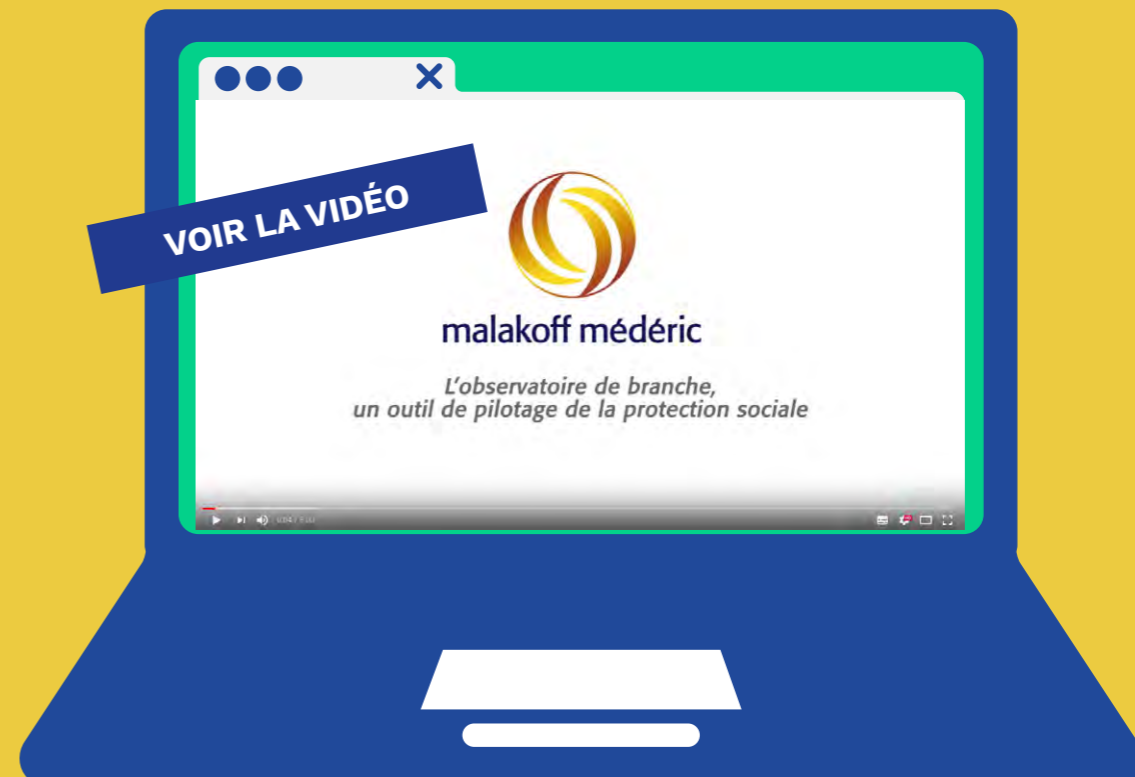 VOIR LA VIDÉO
malakoff médéric
L'observatoire de branche,
un outil de pilotage de la protection sociale